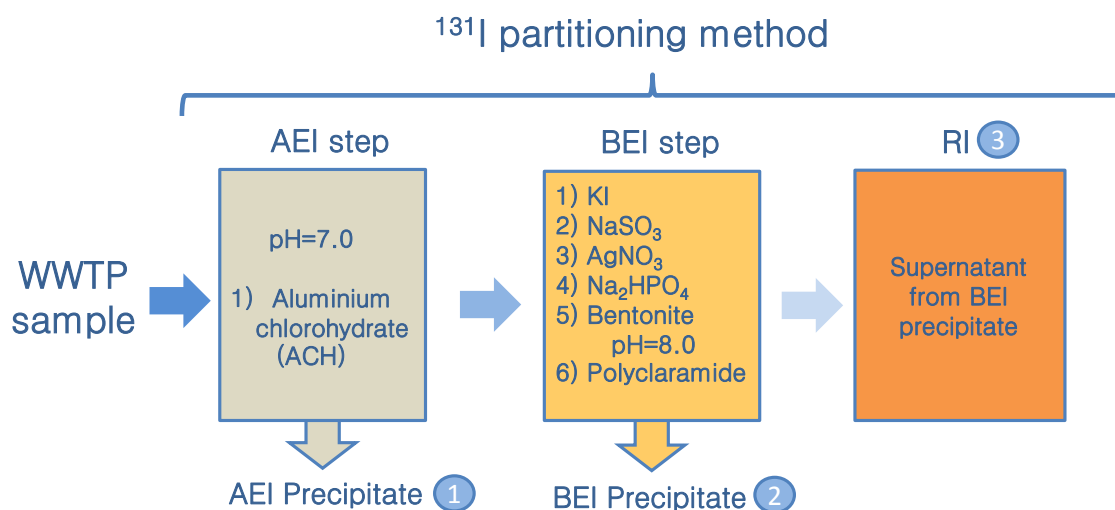 ¹³¹I partitioning method
WWTP
sample
AEI step
pH=7.0
1) Aluminium
chlorohydrate
(ACH)
AEI Precipitate 1
BEI step
1) KI
2) NaSO₃
3) AgNO₃
4) Na₂HPO₄
5) Bentonite
pH=8.0
6) Polyclaramide
BEI Precipitate 2
RI 3
Supernatant
from BEI
precipitate